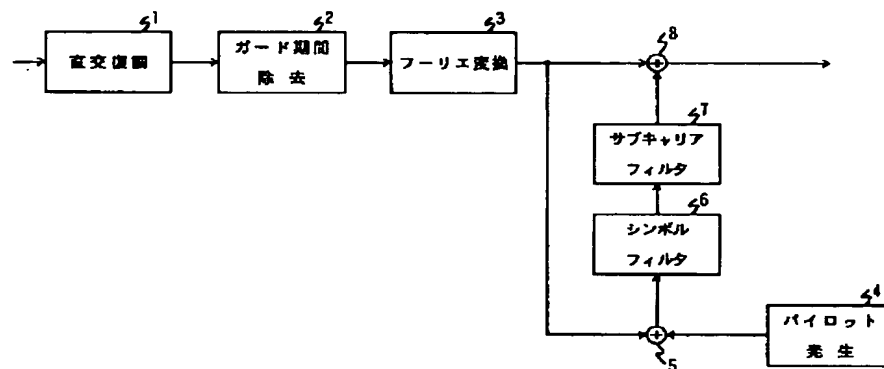 1
直交復調
2
ガード期間
除去
3
フーリエ変換
8
7
サブキャリア
フィルタ
6
シンボル
フィルタ
5
4
パイロット
発生